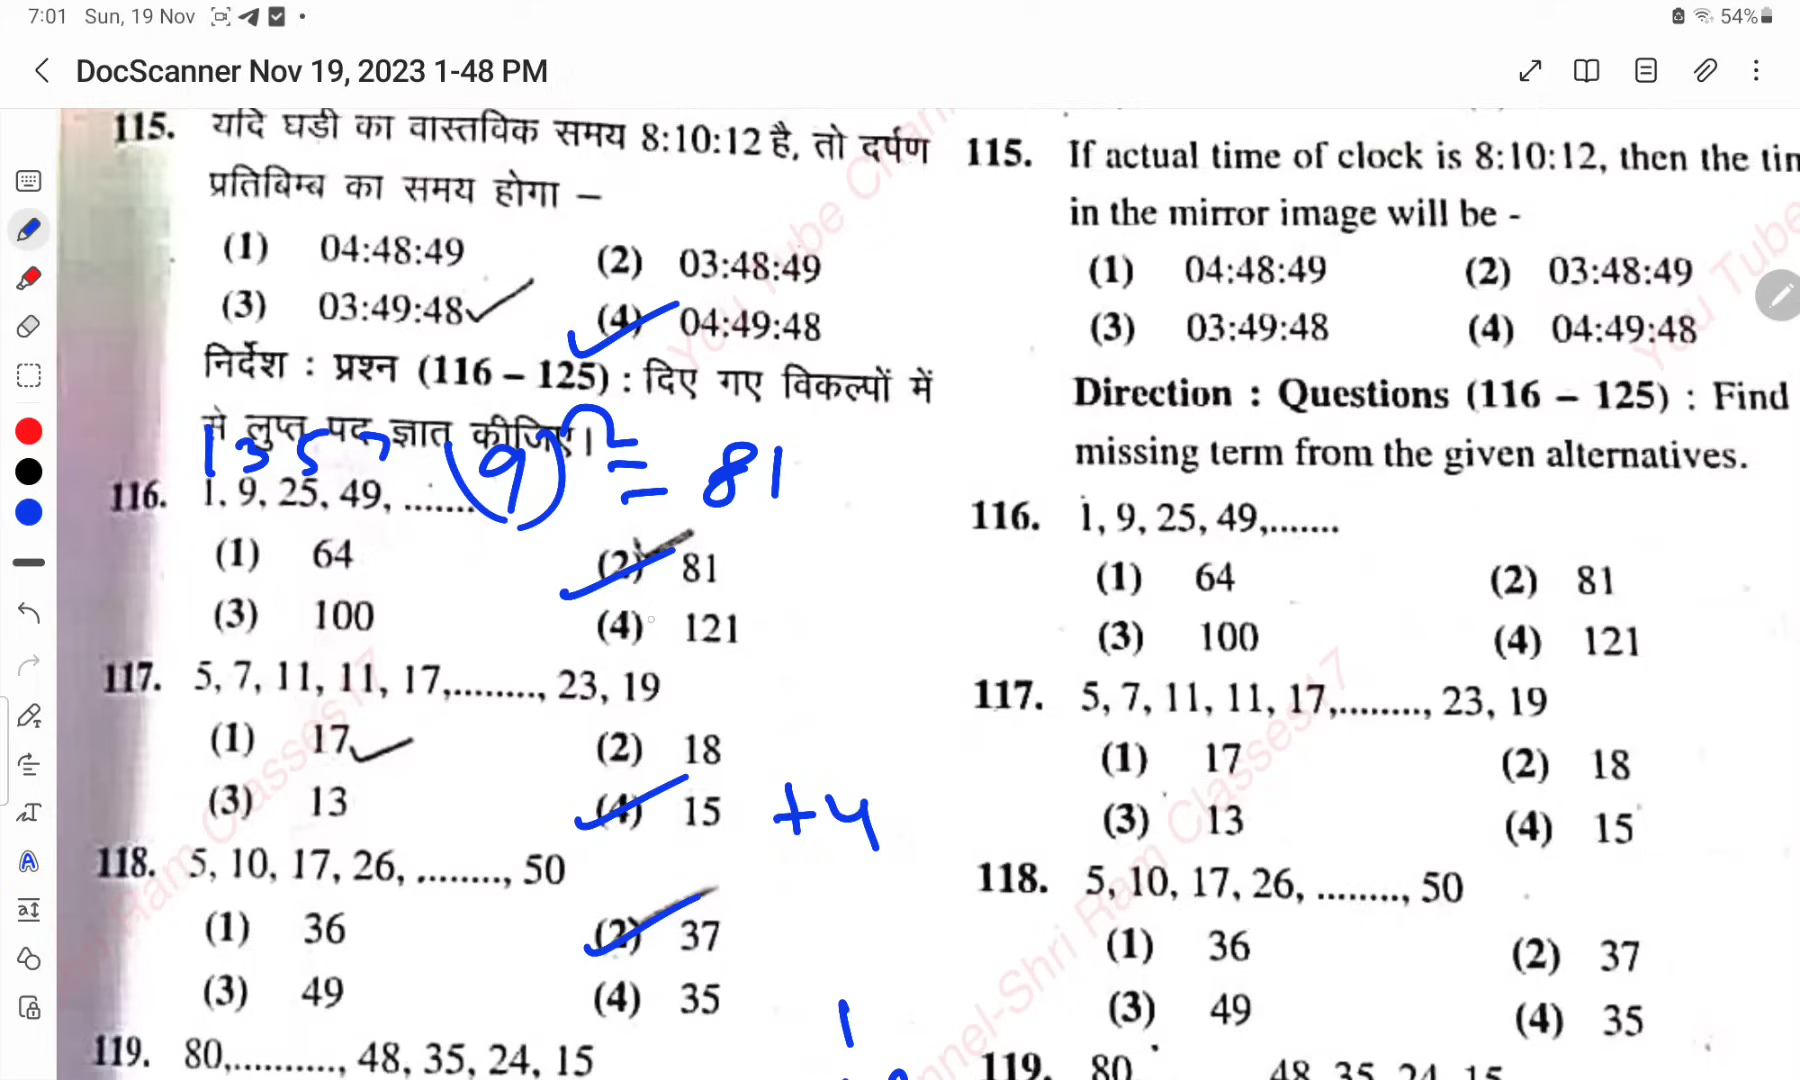 7:01 Sun, 19 Nov
54%
DocScanner Nov 19, 2023 1-48 PM
115. यदि घडी का वास्तविक समय 8:10:12 है, तो दर्पण
प्रतिबिम्ब का समय होगा –
(1) 04:48:49 (2) 03:48:49
(3) 03:49:48 (4) 04:49:48
निर्देश : प्रश्न (116 – 125) : दिए गए विकल्पों में
से लुप्त पद ज्ञात कीजिए।
1 3 5 7 (9)² = 81
116. 1, 9, 25, 49, .......
(1) 64 (2) 81
(3) 100 (4) 121
117. 5, 7, 11, 11, 17,........, 23, 19
(1) 17 (2) 18
(3) 13 (4) 15
+4
118. 5, 10, 17, 26, ........, 50
(1) 36 (2) 37
(3) 49 (4) 35
1
119. 80,.........., 48, 35, 24, 15
115. If actual time of clock is 8:10:12, then the
in the mirror image will be -
(1) 04:48:49 (2) 03:48:49
(3) 03:49:48 (4) 04:49:48
Direction : Questions (116 – 125) : Find
missing term from the given alternatives.
116. 1, 9, 25, 49,.......
(1) 64 (2) 81
(3) 100 (4) 121
117. 5, 7, 11, 11, 17,........, 23, 19
(1) 17 (2) 18
(3) 13 (4) 15
118. 5, 10, 17, 26, ........., 50
(1) 36 (2) 37
(3) 49 (4) 35
119. 80, 48, 35, 24, 15